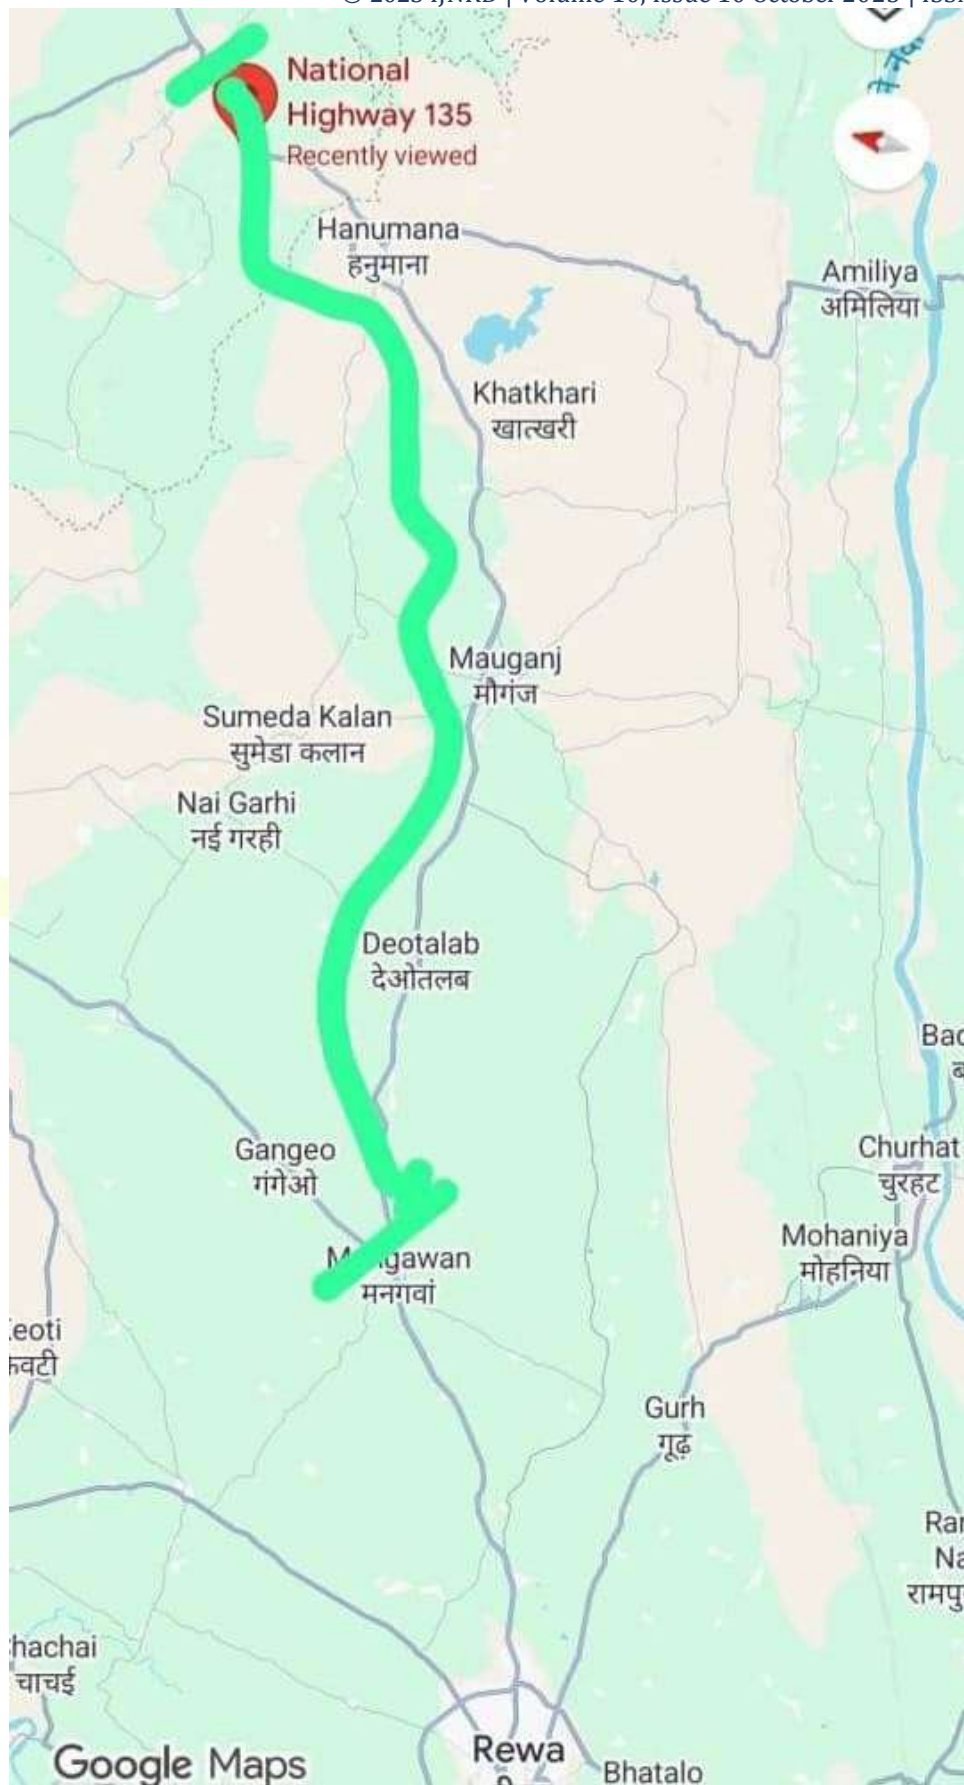 National
Highway 135
Recently viewed
Hanumana
हनुमाना
Amiliya
अमिलिया
Khatkhari
खात्खरी
Mauganj
मौगंज
Sumeda Kalan
सुमेडा कलान
Nai Garhi
नई गरही
Deotalab
देओतलब
Gangeo
गंगेओ
Churhat
चुरहट
Mohaniya
मोहनिया
मनगवां
Gurh
गूढ़
चाचई
Rewa
Bhatalo
Google Maps